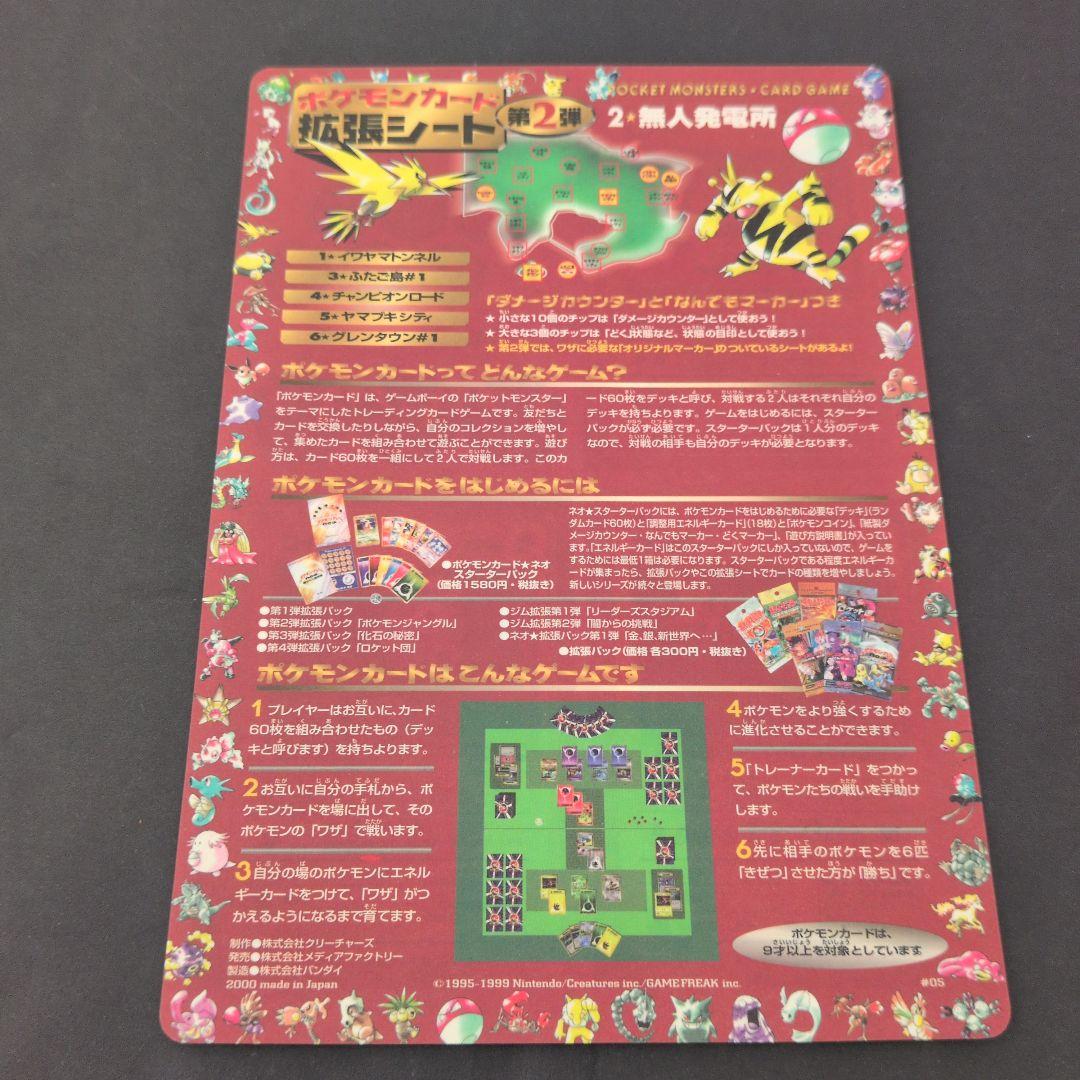 ポケモンカード
拡張シート
第2弾
POCKET MONSTERS・CARD GAME
2★無人発電所
1★イワヤマトンネル
3★ふたご島#1
4★チャンピオンロード
5★ヤマブキシティ
6★グレンタウン#1
「ダメージカウンター」と「なんでもマーカー」つき
★ 小さな10個のチップは「ダメージカウンター」として使おう!
★ 大きな3個のチップは「どく」状態など、状態の目印として使おう!
★ 第2弾では、ワザに必要な「オリジナルマーカー」のついているシートがあるよ!
ポケモンカードって どんなゲーム?
「ポケモンカード」は、ゲームボーイの「ポケットモンスター」
をテーマにしたトレーディングカードゲームです。友だちと
カードを交換したりしながら、自分のコレクションを増やし
て、集めたカードを組み合わせて遊ぶことができます。遊び
方は、カード60枚を一組にして2人で対戦します。このカ
ード60枚をデッキと呼び、対戦する2人はそれぞれ自分の
デッキを持ちよります。ゲームをはじめるには、スターター
パックが必ず必要です。スターターパックは1人分のデッキ
なので、対戦の相手も自分のデッキが必要となります。
ポケモンカードをはじめるには
ネオ★スターターパックには、ポケモンカードをはじめるために必要な「デッキ」(ラン
ダムカード60枚)と「調整用エネルギーカード」(18枚)と「ポケモンコイン」、「紙製ダ
メージカウンター・なんでもマーカー・どくマーカー」、「遊び方説明書」が入っていま
す。「エネルギーカード」はこのスターターパックにしか入っていないので、ゲームを
するためには最低1箱は必要になります。スターターパックである程度エネルギーカー
ドが集まったら、拡張パックやこの拡張シートでカードの種類を増やしましょう。
新しいシリーズが続々と登場します。
●ポケモンカード★ネオ
スターターパック
(価格1580円・税抜き)
●第1弾拡張パック
●第2弾拡張パック「ポケモンジャングル」
●第3弾拡張パック「化石の秘密」
●第4弾拡張パック「ロケット団」
●ジム拡張第1弾「リーダーズスタジアム」
●ジム拡張第2弾「闇からの挑戦」
●ネオ★拡張パック第1弾「金、銀、新世界へ…」
●拡張パック(価格 各300円・税抜き)
ポケモンカードは こんなゲームです
1 プレイヤーはお互いに、カード
60枚を組み合わせたもの(デッ
キと呼びます)を持ちよります。
2 お互いに自分の手札から、ポ
ケモンカードを場に出して、その
ポケモンの「ワザ」で戦います。
3 自分の場のポケモンにエネル
ギーカードをつけて、「ワザ」がつ
かえるようになるまで育てます。
4 ポケモンをより強くするため
に進化させることができます。
5 「トレーナーカード」をつかっ
て、ポケモンたちの戦いを手助け
します。
6 先に相手のポケモンを6匹
「きぜつ」させた方が「勝ち」です。
ポケモンカードは、
9才以上を対象としています
制作●株式会社クリーチャーズ
発売●株式会社メディアファクトリー
製造●株式会社バンダイ
2000 made in Japan
©1995-1999 Nintendo/Creatures inc./GAME FREAK inc.
#05